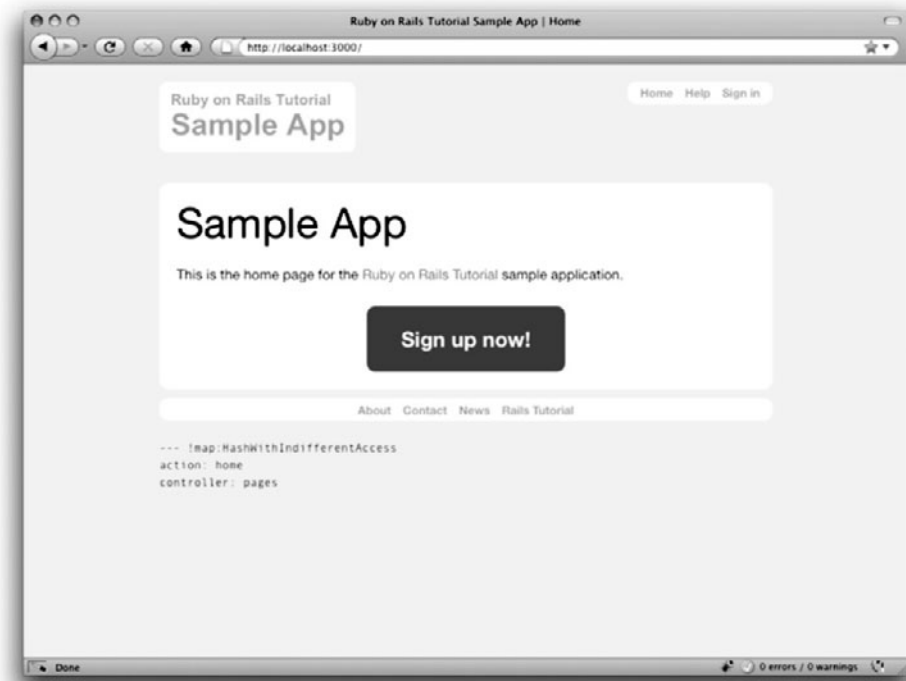 Ruby on Rails Tutorial Sample App | Home
http://localhost:3000/
Ruby on Rails Tutorial
Sample App
Home Help Sign in
Sample App
This is the home page for the Ruby on Rails Tutorial sample application.
Sign up now!
About Contact News Rails Tutorial
--- !map:HashWithIndifferentAccess
action: home
controller: pages
Done
0 errors / 0 warnings